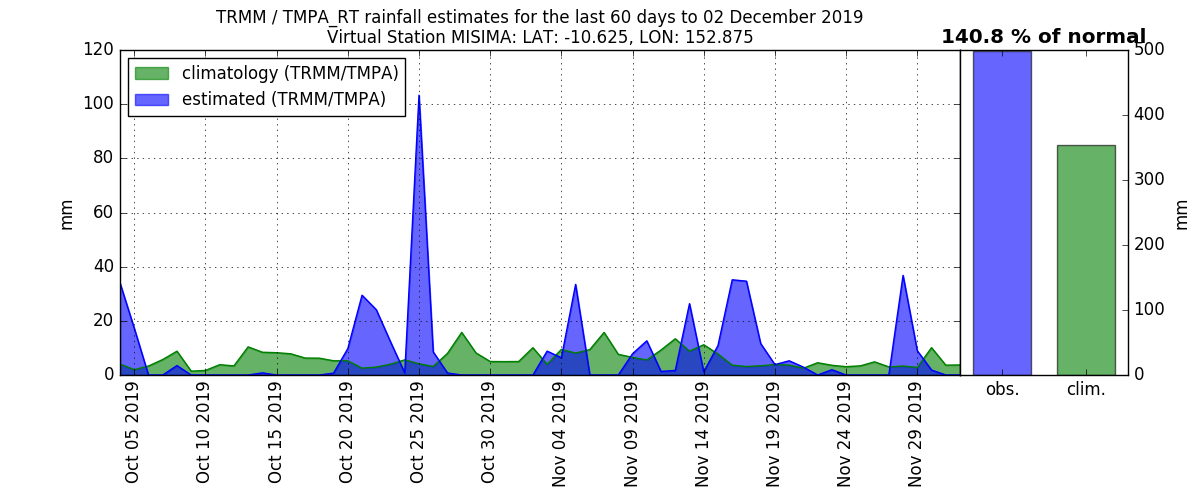 TRMM / TMPA_RT rainfall estimates for the last 60 days to 02 December 2019
Virtual Station MISIMA: LAT: -10.625, LON: 152.875
140.8 % of normal
climatology (TRMM/TMPA)
estimated (TRMM/TMPA)
120
100
80
60
40
20
0
mm
Oct 05 2019
Oct 10 2019
Oct 15 2019
Oct 20 2019
Oct 25 2019
Oct 30 2019
Nov 04 2019
Nov 09 2019
Nov 14 2019
Nov 19 2019
Nov 24 2019
Nov 29 2019
500
400
300
200
100
0
mm
obs.
clim.